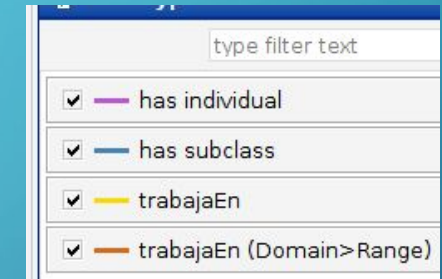 type filter text
has individual
has subclass
trabajaEn
trabajaEn (Domain>Range)